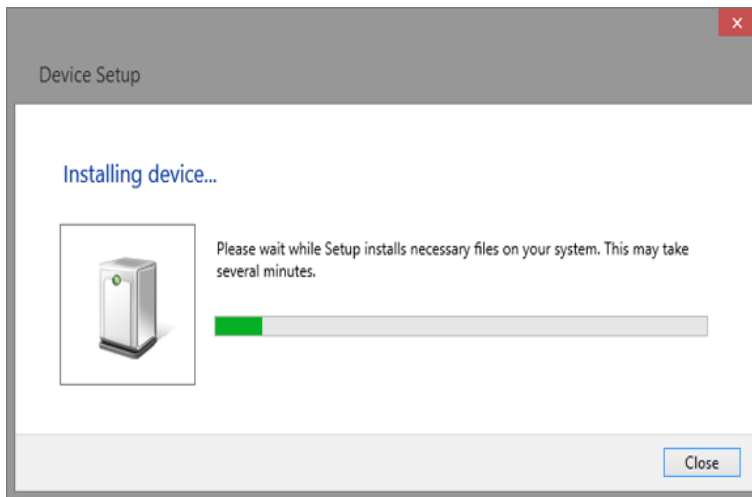 Device Setup
Installing device...
Please wait while Setup installs necessary files on your system. This may take
several minutes.
Close